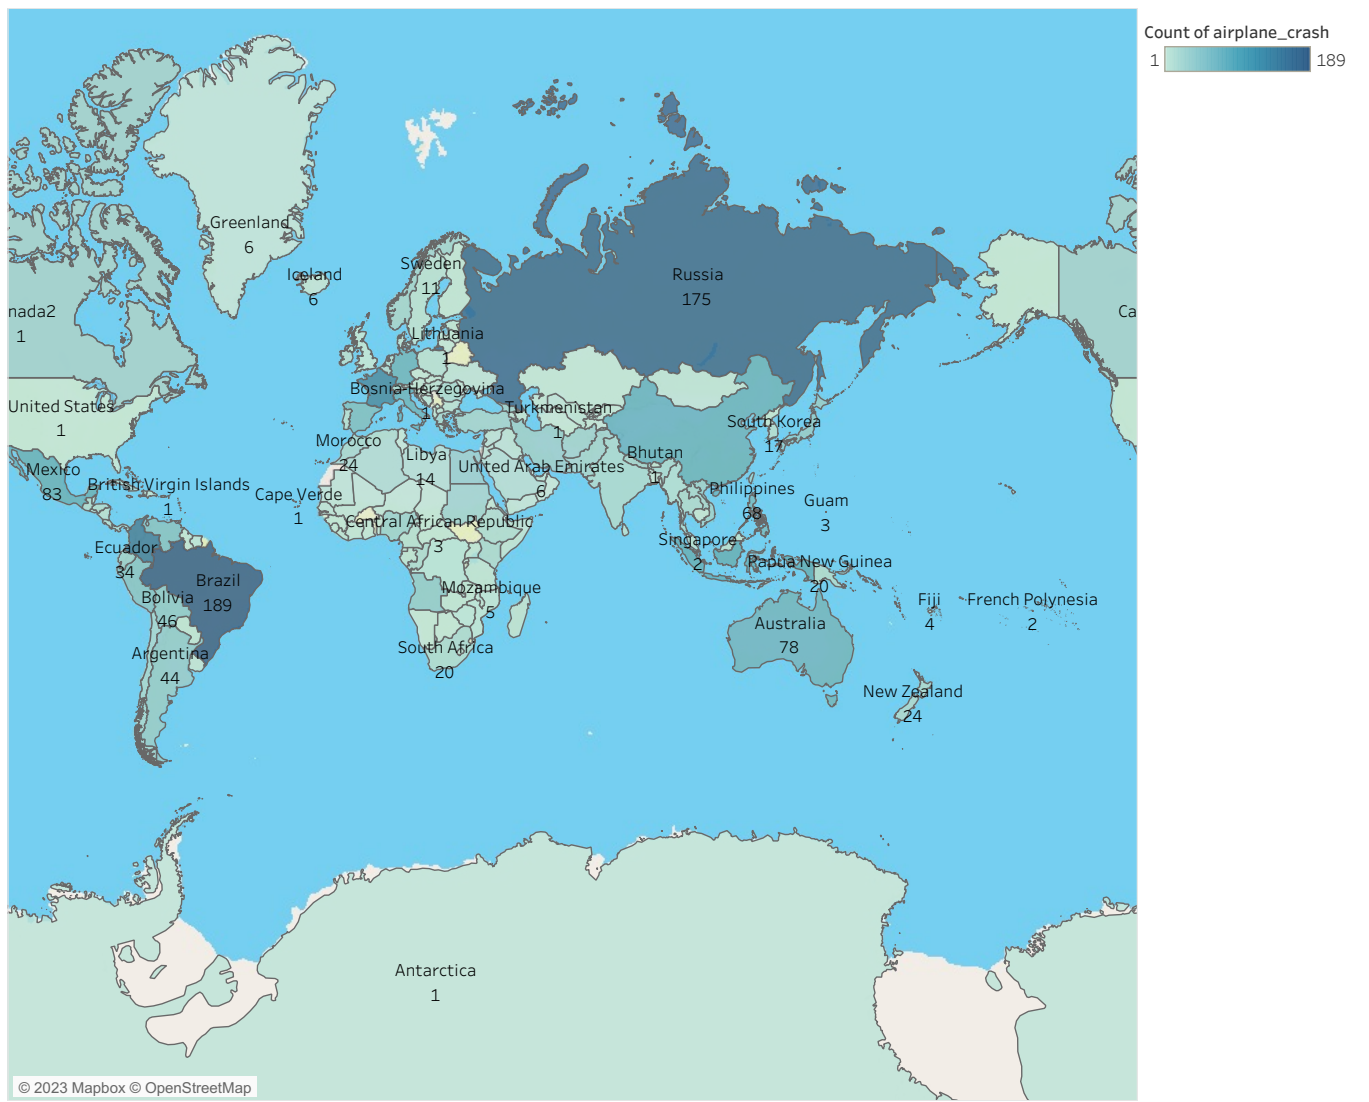 Count of airplane_crash
1
189
Greenland
6
Iceland
6
Sweden
11
Russia
175
nada2
1
Ca
Lithuania
1
Bosnia-Herzegovina
1
United States
1
Turkmenistan
1
South Korea
17
Morocco
24
Libya
14
United Arab Emirates
6
Bhutan
1
Mexico
83
British Virgin Islands
1
Cape Verde
1
Philippines
68
Guam
3
Central African Republic
3
Singapore
2
Ecuador
34
Papua New Guinea
20
Brazil
189
Mozambique
5
Bolivia
46
Fiji
4
French Polynesia
2
Australia
78
Argentina
44
South Africa
20
New Zealand
24
Antarctica
1
© 2023 Mapbox © OpenStreetMap